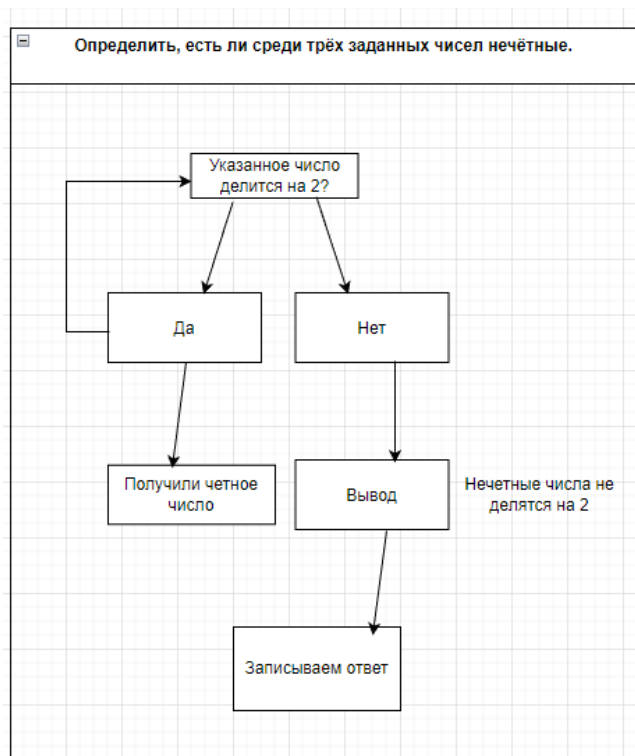 Определить, есть ли среди трёх заданных чисел нечётные.
Указанное число
делится на 2?
Да
Нет
Получили четное
число
Вывод
Нечетные числа не
делятся на 2
Записываем ответ